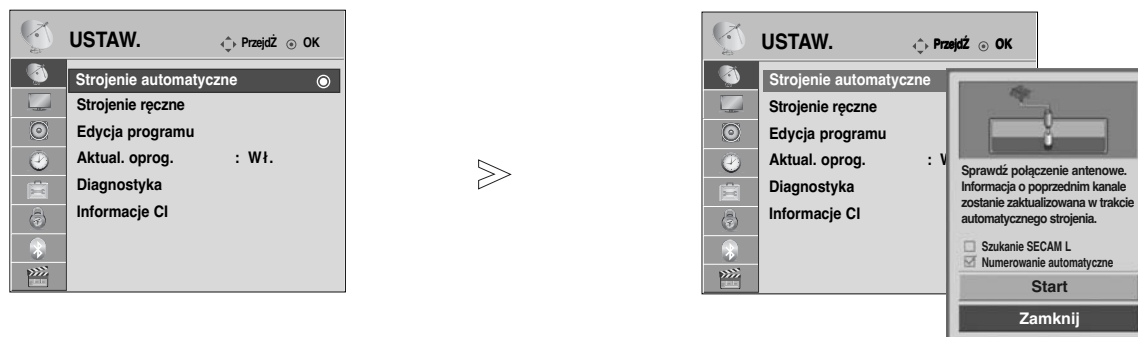 USTAW.
PrzejdŹ
OK
Strojenie automatyczne
Strojenie ręczne
Edycja programu
Aktual. oprog. : Wł.
Diagnostyka
Informacje CI
USTAW.
PrzejdŹ
OK
Strojenie automatyczne
Strojenie ręczne
Edycja programu
Aktual. oprog. :
Diagnostyka
Informacje CI
Sprawdź połączenie antenowe.
Informacja o poprzednim kanale
zostanie zaktualizowana w trakcie
automatycznego strojenia.
Szukanie SECAM L
Numerowanie automatyczne
Start
Zamknij